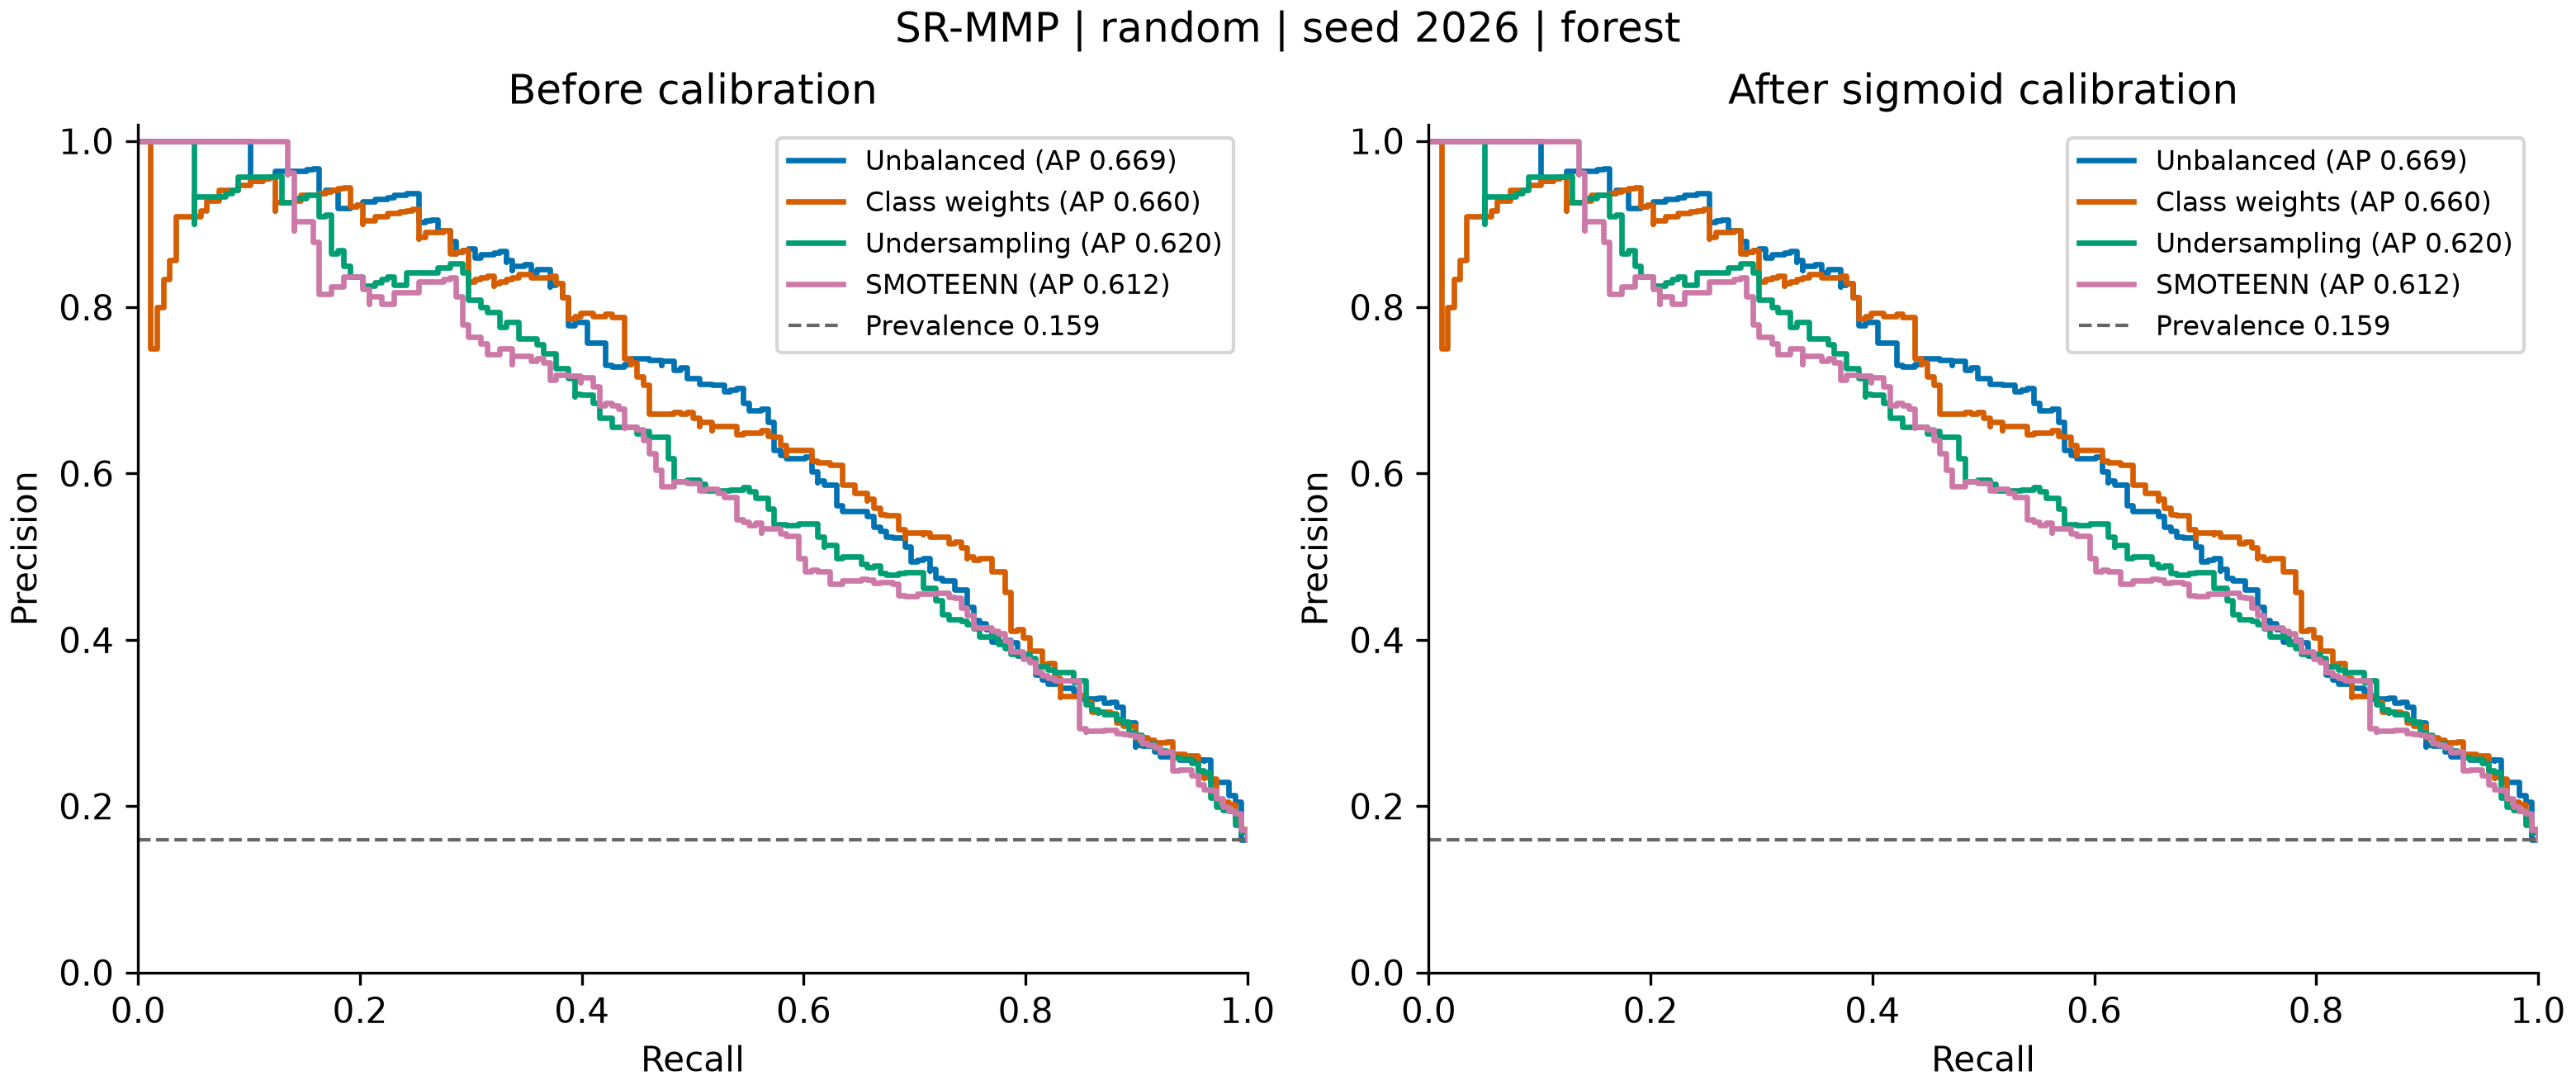 SR-MMP | random | seed 2026 | forest
Before calibration
Precision
1.0
0.8
0.6
0.4
0.2
0.0
0.0 0.2 0.4 0.6 0.8 1.0
Recall
Unbalanced (AP 0.669)
Class weights (AP 0.660)
Undersampling (AP 0.620)
SMOTEENN (AP 0.612)
Prevalence 0.159
After sigmoid calibration
Precision
1.0
0.8
0.6
0.4
0.2
0.0
0.0 0.2 0.4 0.6 0.8 1.0
Recall
Unbalanced (AP 0.669)
Class weights (AP 0.660)
Undersampling (AP 0.620)
SMOTEENN (AP 0.612)
Prevalence 0.159